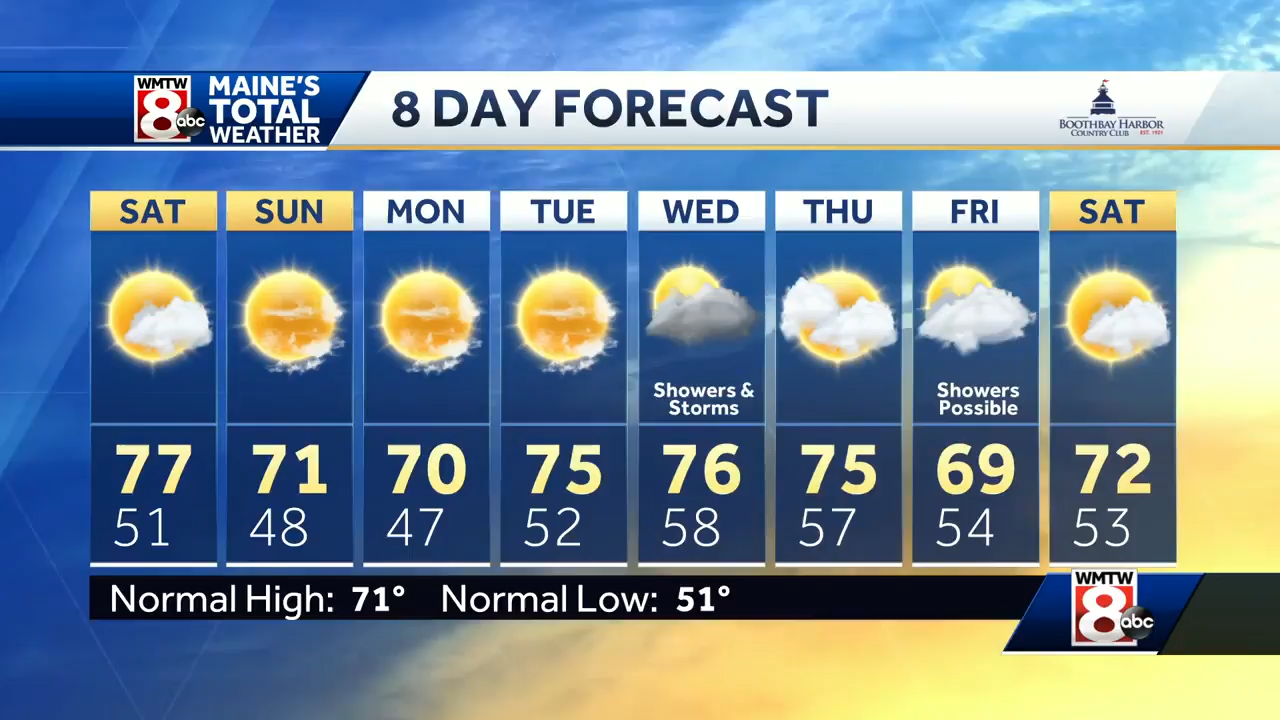 WMTW
8
abc
MAINE'S
TOTAL
WEATHER
8 DAY FORECAST
BOOTHBAY HARBOR
COUNTRY CLUB
EST. 1921
SAT SUN MON TUE WED THU FRI SAT
Showers &
Storms
Showers
Possible
77 71 70 75 76 75 69 72
51 48 47 52 58 57 54 53
Normal High: 71° Normal Low: 51°
WMTW
8
abc